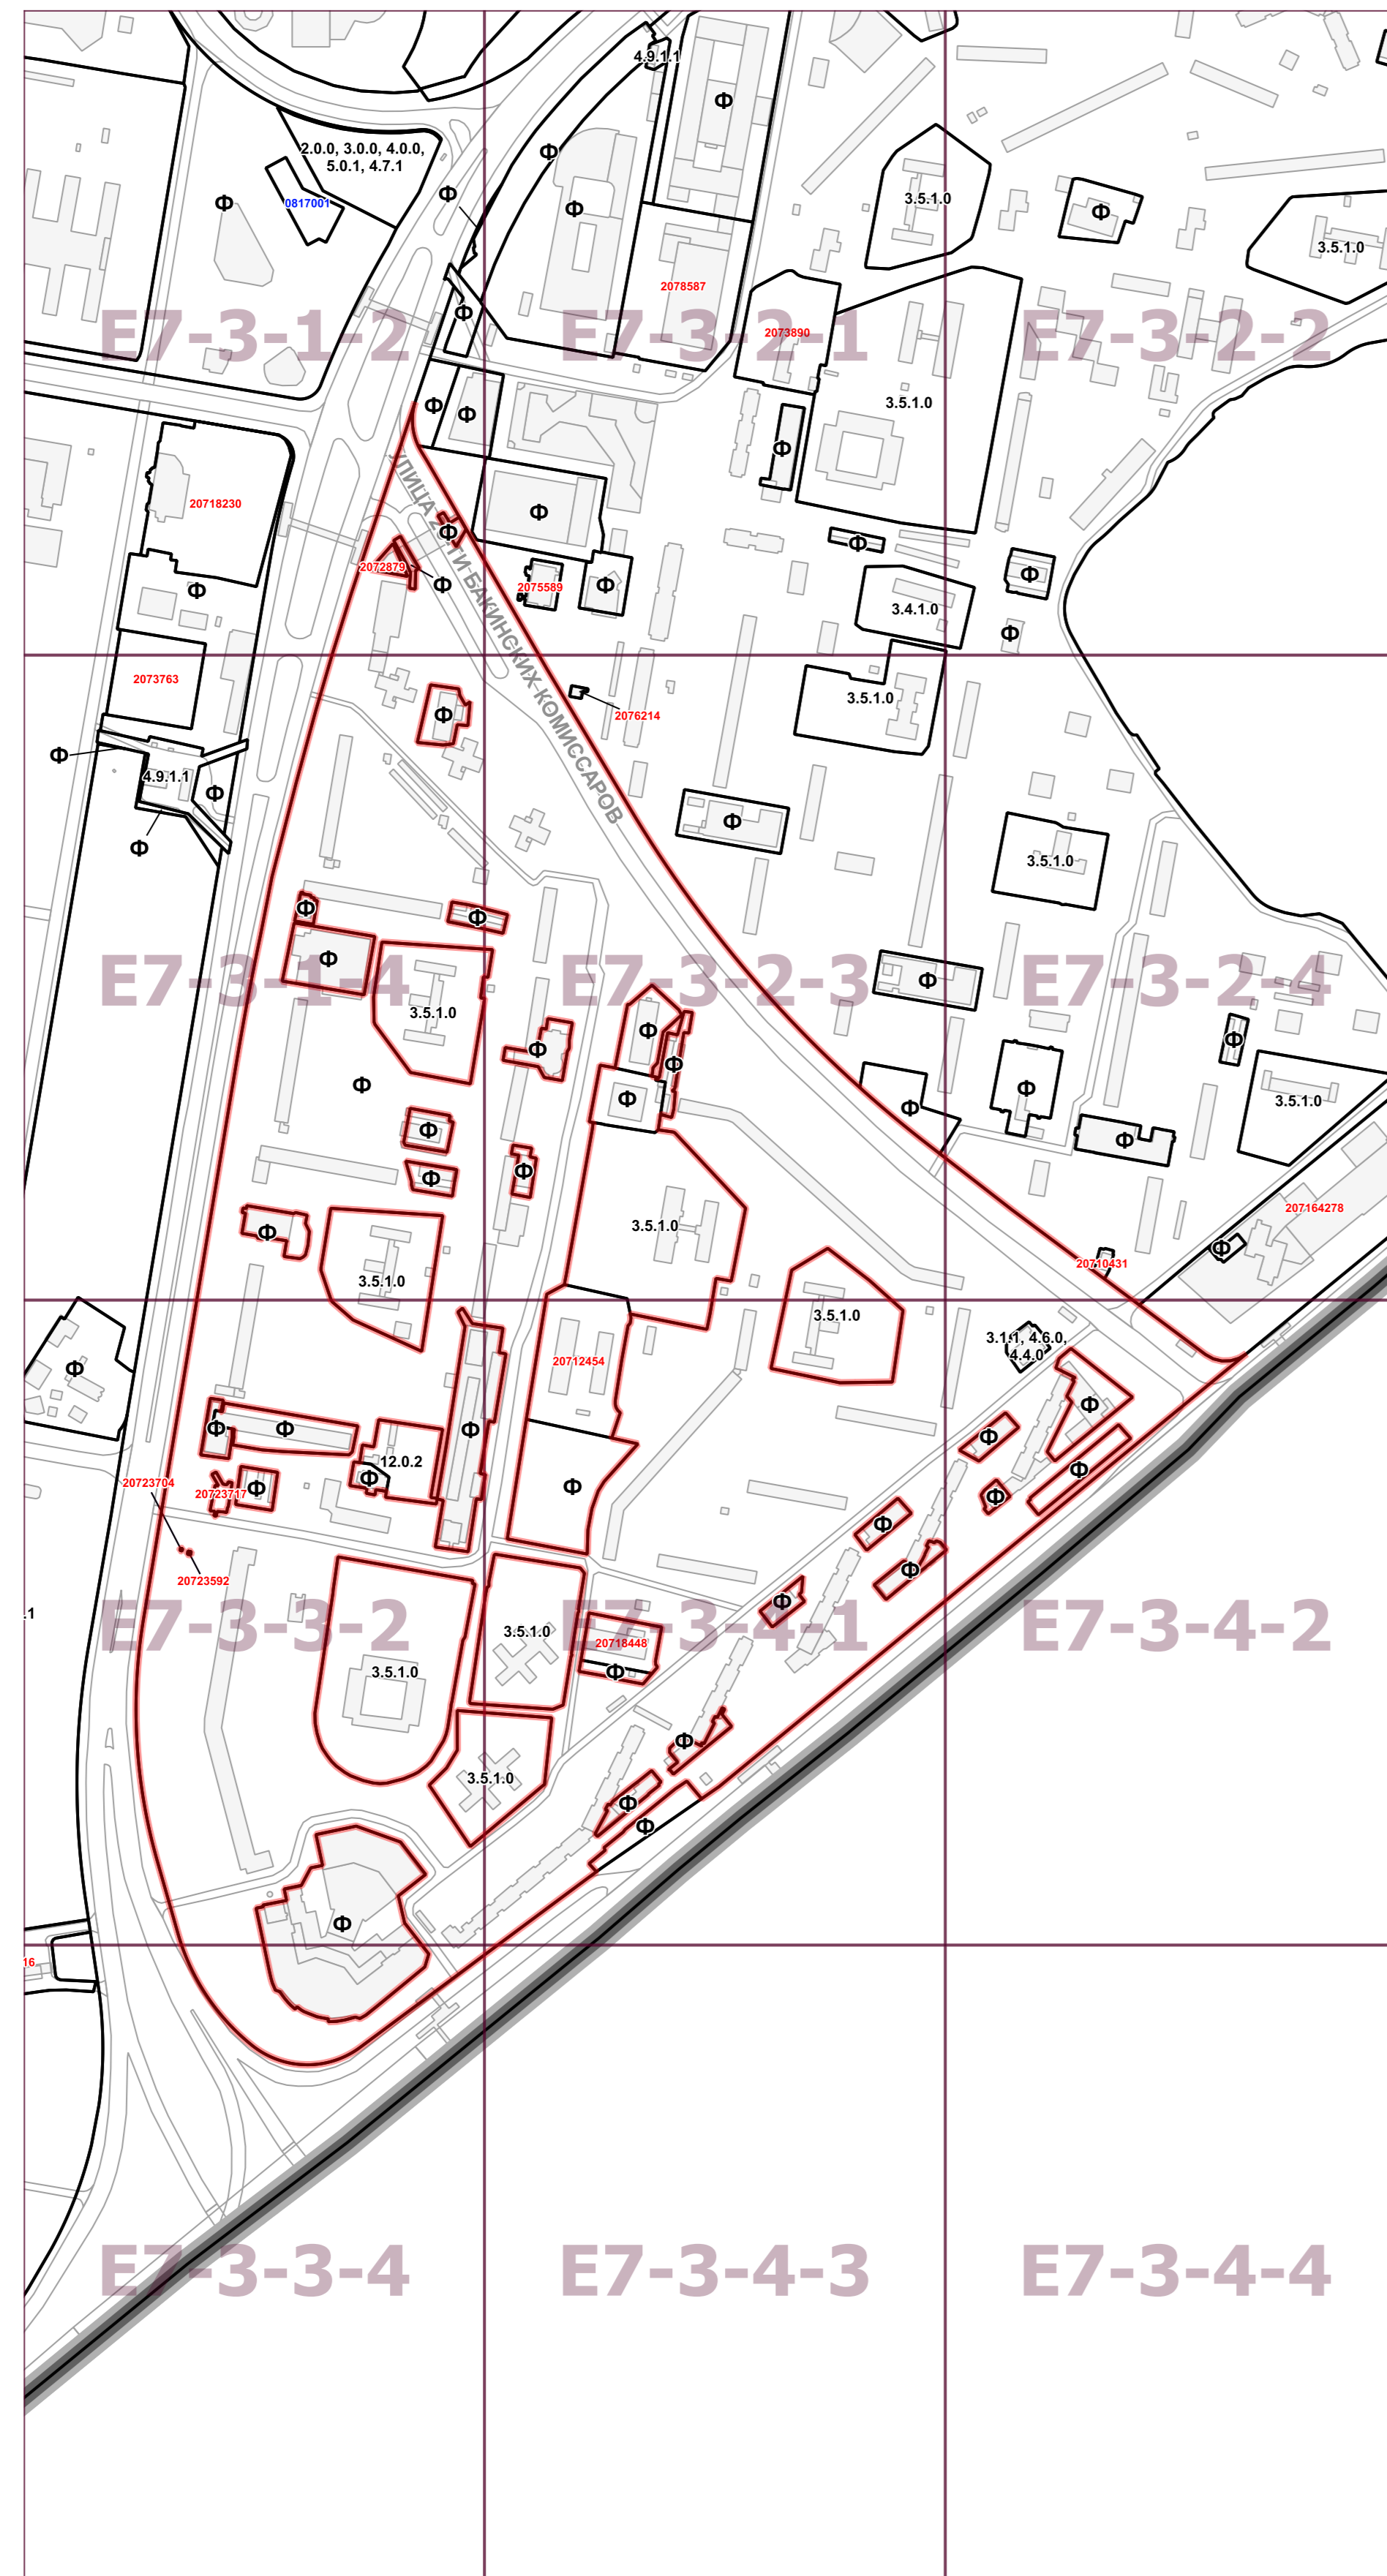 4.9.1.1
Ф
2.0.0, 3.0.0, 4.0.0,
5.0.1, 4.7.1
Ф
Ф
0817001
Ф
Ф
3.5.1.0
Ф
3.5.1.0
2078587
Ф
2073890
E7-3-1-2
E7-3-2-1
E7-3-2-2
Ф
Ф
3.5.1.0
Ф
20718230
Ф
УЛИЦА 26-ТИ БАКИНСКИХ КОМИССАРОВ
Ф
Ф
2072879
Ф
Ф
2075589
Ф
Ф
3.4.1.0
Ф
2073763
3.5.1.0
Ф
2076214
Ф
4.9.1.1
Ф
Ф
Ф
3.5.1.0
Ф
Ф
Ф
E7-3-1-4
E7-3-2-3
E7-3-2-4
Ф
3.5.1.0
Ф
Ф
Ф
Ф
Ф
Ф
Ф
Ф
3.5.1.0
Ф
Ф
Ф
Ф
Ф
3.5.1.0
20710431
207164278
Ф
3.5.1.0
3.5.1.0
3.1.1, 4.6.0,
4.4.0
Ф
20712454
Ф
Ф
Ф
Ф
Ф
12.0.2
Ф
Ф
20723704
20723717
Ф
Ф
Ф
Ф
20723592
Ф
Ф
.1
E7-3-3-2
E7-3-4-1
E7-3-4-2
3.5.1.0
20718448
Ф
3.5.1.0
Ф
3.5.1.0
Ф
Ф
Ф
16
E7-3-3-4
E7-3-4-3
E7-3-4-4